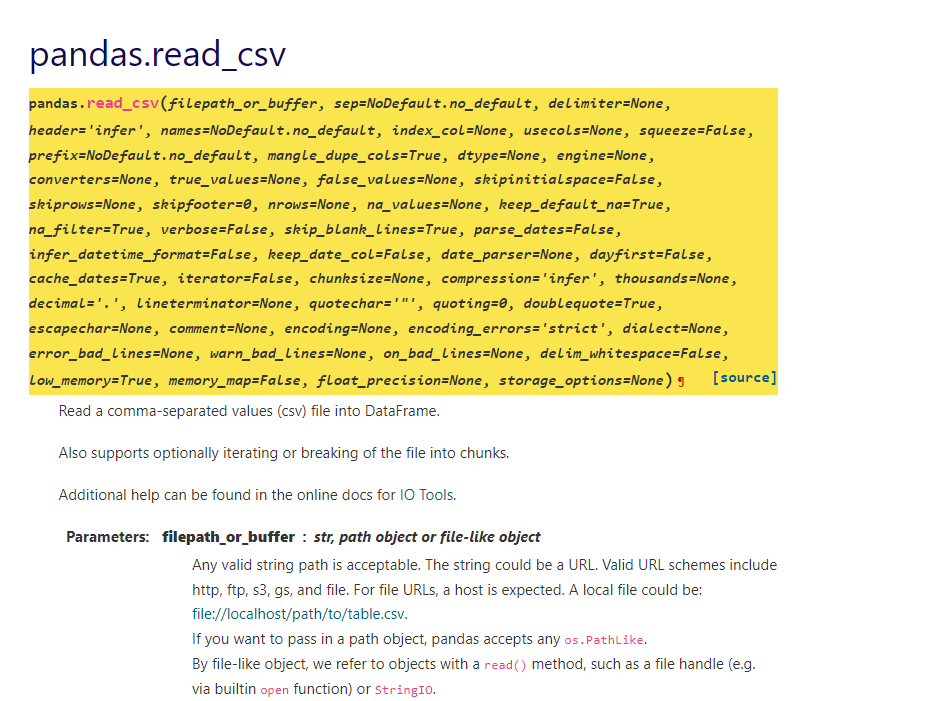 pandas.read_csv
pandas.read_csv(filepath_or_buffer, sep=NoDefault.no_default, delimiter=None,
header='infer', names=NoDefault.no_default, index_col=None, usecols=None, squeeze=False,
prefix=NoDefault.no_default, mangle_dupe_cols=True, dtype=None, engine=None,
converters=None, true_values=None, false_values=None, skipinitialspace=False,
skiprows=None, skipfooter=0, nrows=None, na_values=None, keep_default_na=True,
na_filter=True, verbose=False, skip_blank_lines=True, parse_dates=False,
infer_datetime_format=False, keep_date_col=False, date_parser=None, dayfirst=False,
cache_dates=True, iterator=False, chunksize=None, compression='infer', thousands=None,
decimal='.', lineterminator=None, quotechar='"', quoting=0, doublequote=True,
escapechar=None, comment=None, encoding=None, encoding_errors='strict', dialect=None,
error_bad_lines=None, warn_bad_lines=None, on_bad_lines=None, delim_whitespace=False,
low_memory=True, memory_map=False, float_precision=None, storage_options=None)¶ [source]
Read a comma-separated values (csv) file into DataFrame.
Also supports optionally iterating or breaking of the file into chunks.
Additional help can be found in the online docs for IO Tools.
Parameters: filepath_or_buffer : str, path object or file-like object
Any valid string path is acceptable. The string could be a URL. Valid URL schemes include
http, ftp, s3, gs, and file. For file URLs, a host is expected. A local file could be:
file://localhost/path/to/table.csv.
If you want to pass in a path object, pandas accepts any os.PathLike.
By file-like object, we refer to objects with a read() method, such as a file handle (e.g.
via builtin open function) or StringIO.